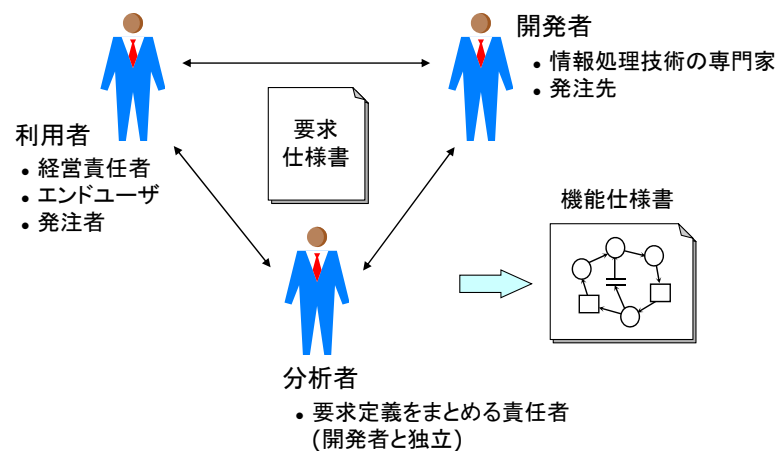 開発者
• 情報処理技術の専門家
• 発注先
要求
仕様書
利用者
• 経営責任者
• エンドユーザ
• 発注者
機能仕様書
分析者
• 要求定義をまとめる責任者
(開発者と独立)